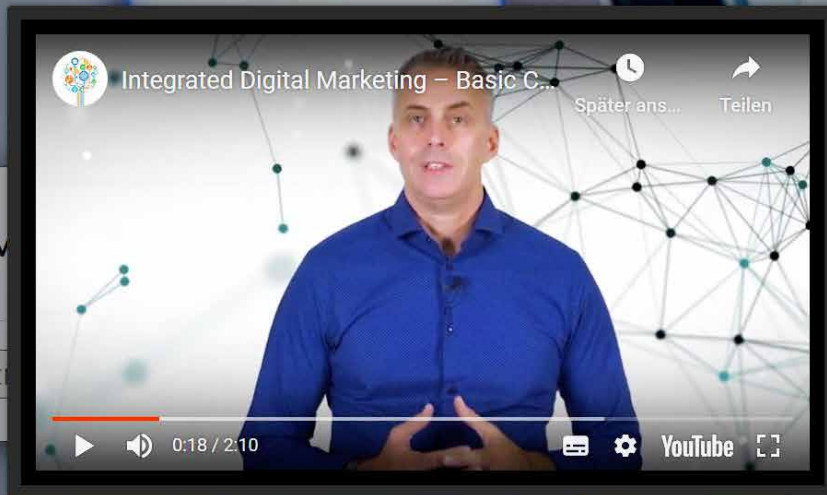 Integrated Digital Marketing – Basic C...
Später ans...
Teilen
0:18 / 2:10
YouTube